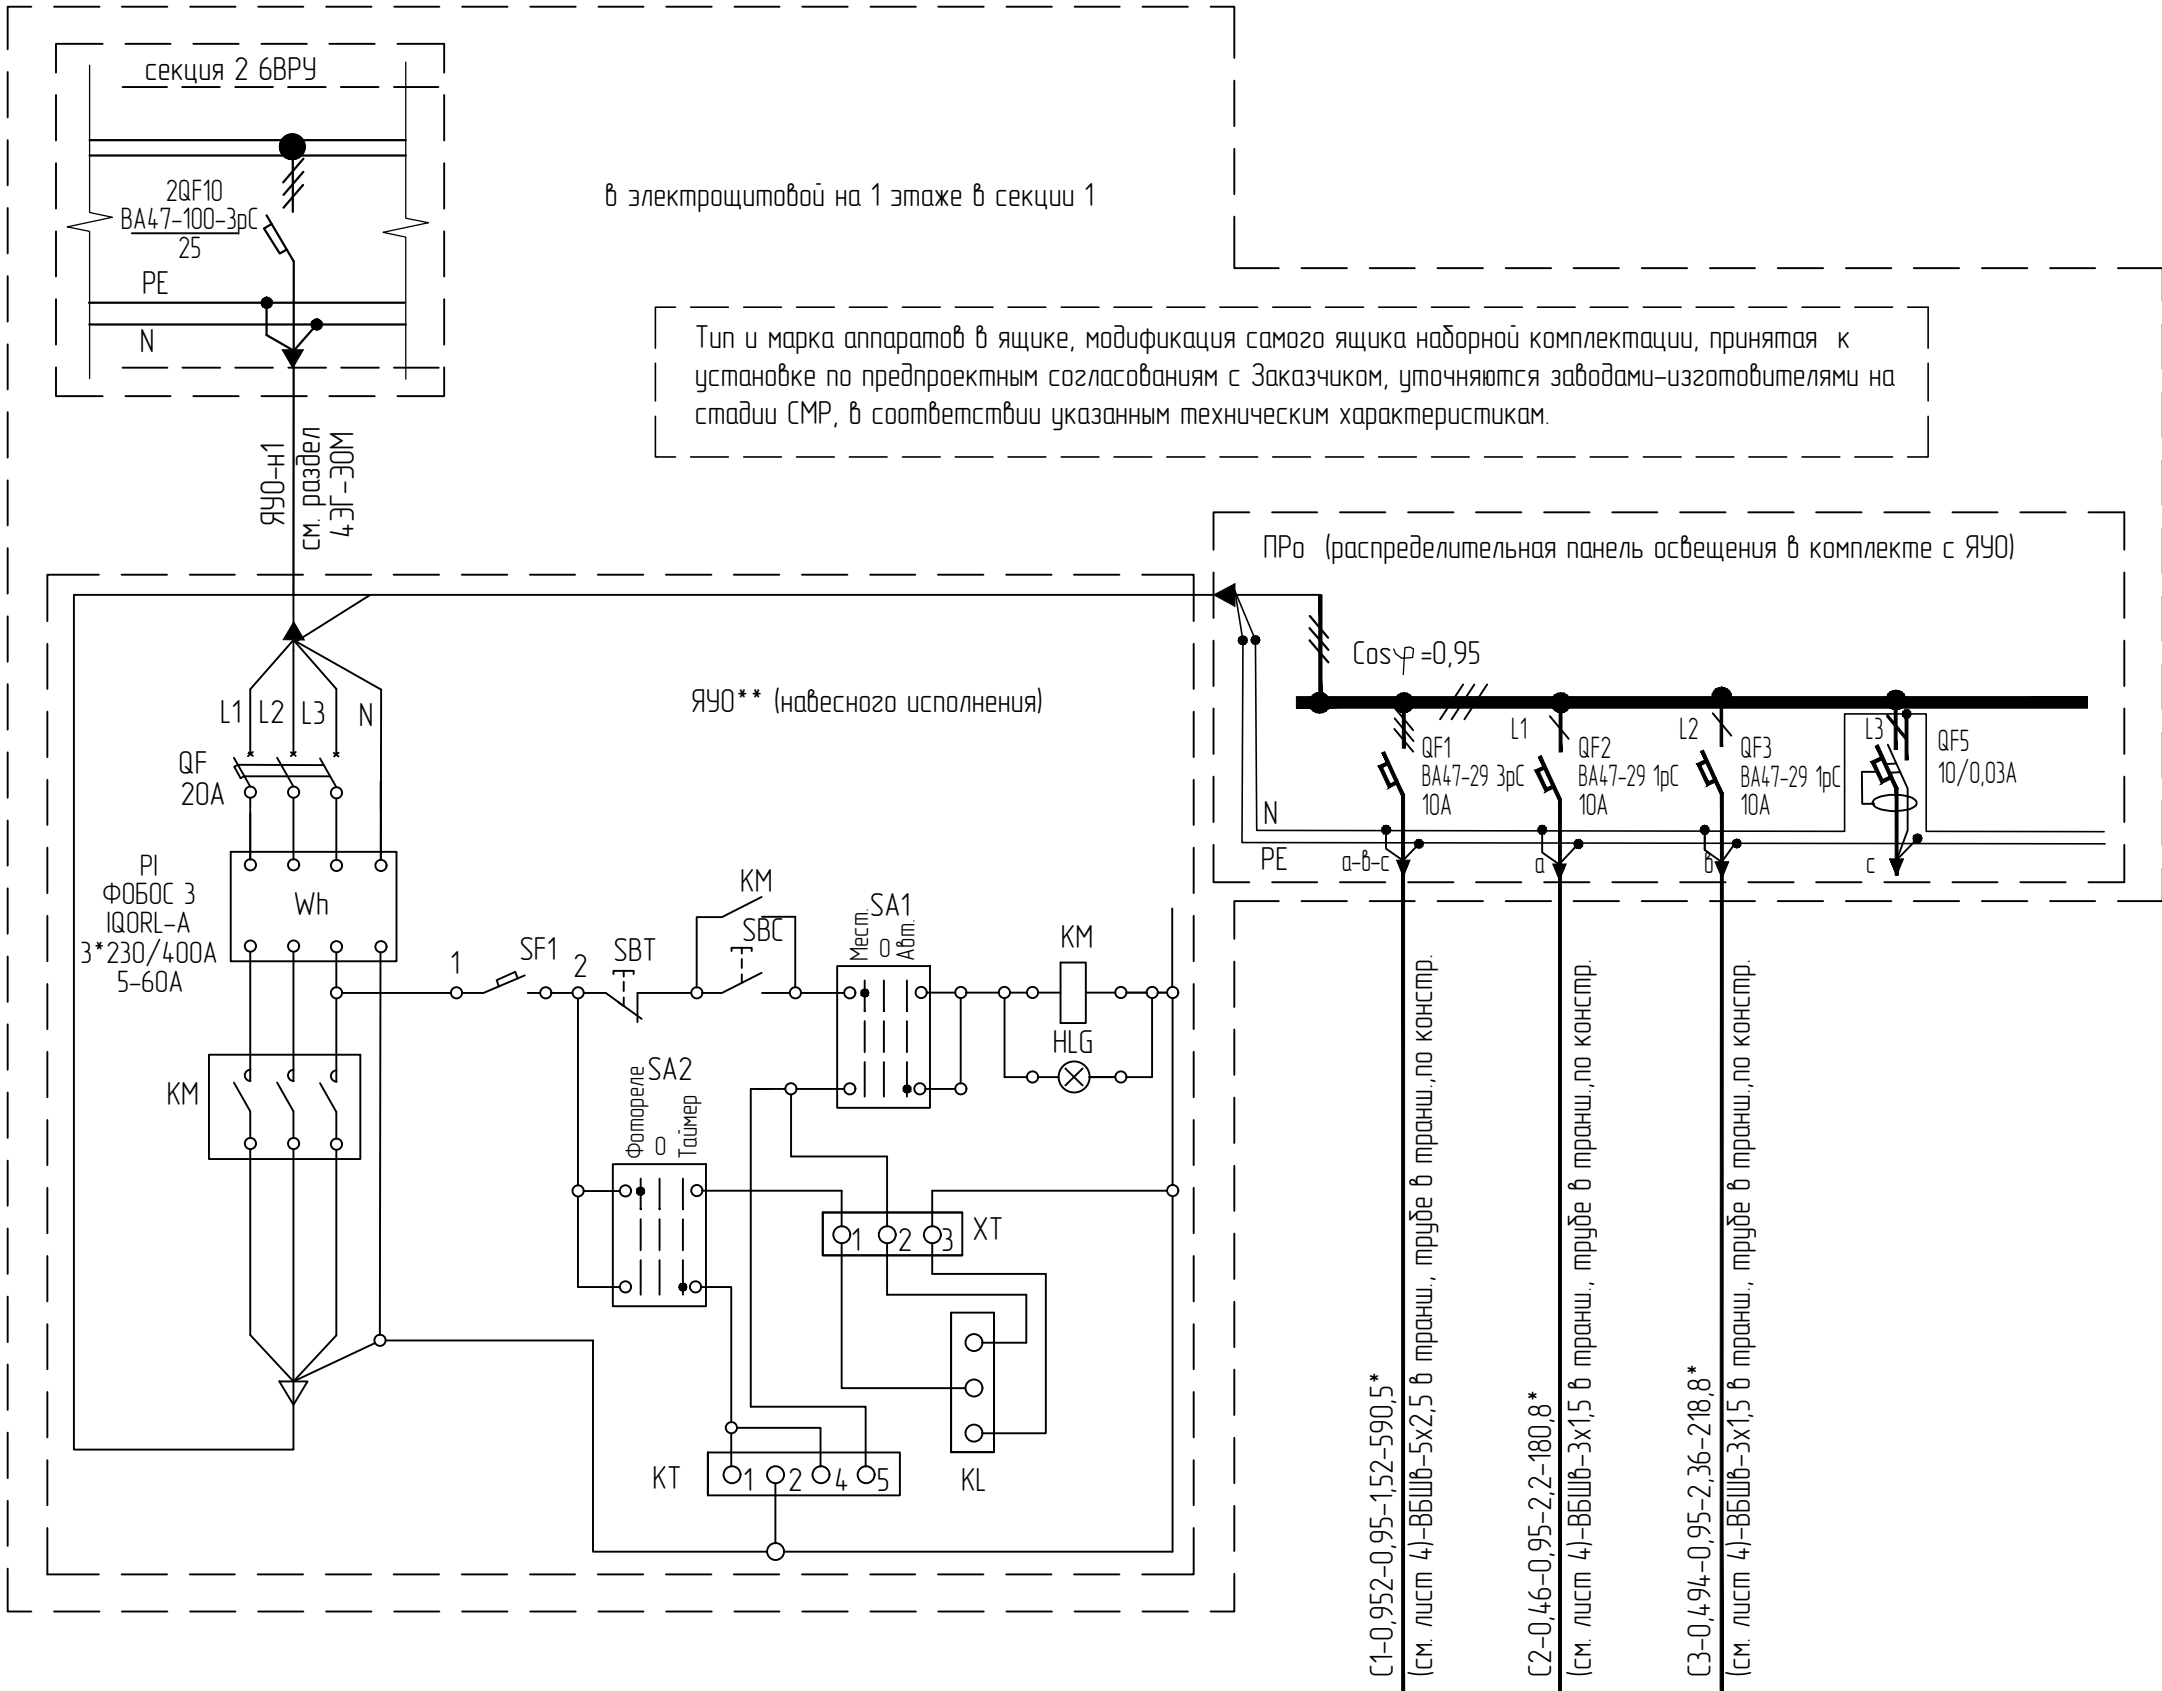 секция 2 6ВРУ
2QF10
ВА47-100-3рС
25
PE
N
в электрощитовой на 1 этаже в секции 1
Тип и марка аппаратов в ящике, модификация самого ящика наборной комплектации, принятая к
установке по предпроектным согласованиям с Заказчиком, уточняются заводами-изготовителями на
стадии СМР, в соответствии указанным техническим характеристикам.
ЯУО-н1
см. раздел
4ЭГ-ЭОМ
ПРо (распределительная панель освещения в комплекте с ЯУО)
Cosφ=0,95
L1
L2
L3
QF1
ВА47-29 3рС
10А
QF2
ВА47-29 1рС
10А
QF3
ВА47-29 1рС
10А
QF5
10/0,03А
N
PE
а-в-с
а
в
с
ЯУО** (навесного исполнения)
L1
L2
L3
N
QF
20А
PI
ФОБОС 3
IQORL-A
3*230/400А
5-60А
Wh
КМ
1
SF1
2
SBT
КМ
SBC
SA1
Мест.
0
Авт.
КМ
HLG
SA2
Фотореле
0
Таймер
1
2
3
XT
KL
KT
1
2
4
5
С1-0,952-0,95-1,52-590,5*
(см. лист 4)-ВБШв-5х2,5 в транш., трубе в транш.,по констр.
С2-0,46-0,95-2,2-180,8*
(см. лист 4)-ВБШв-3х1,5 в транш., трубе в транш.,по констр.
С3-0,494-0,95-2,36-218,8*
(см. лист 4)-ВБШв-3х1,5 в транш., трубе в транш.,по констр.